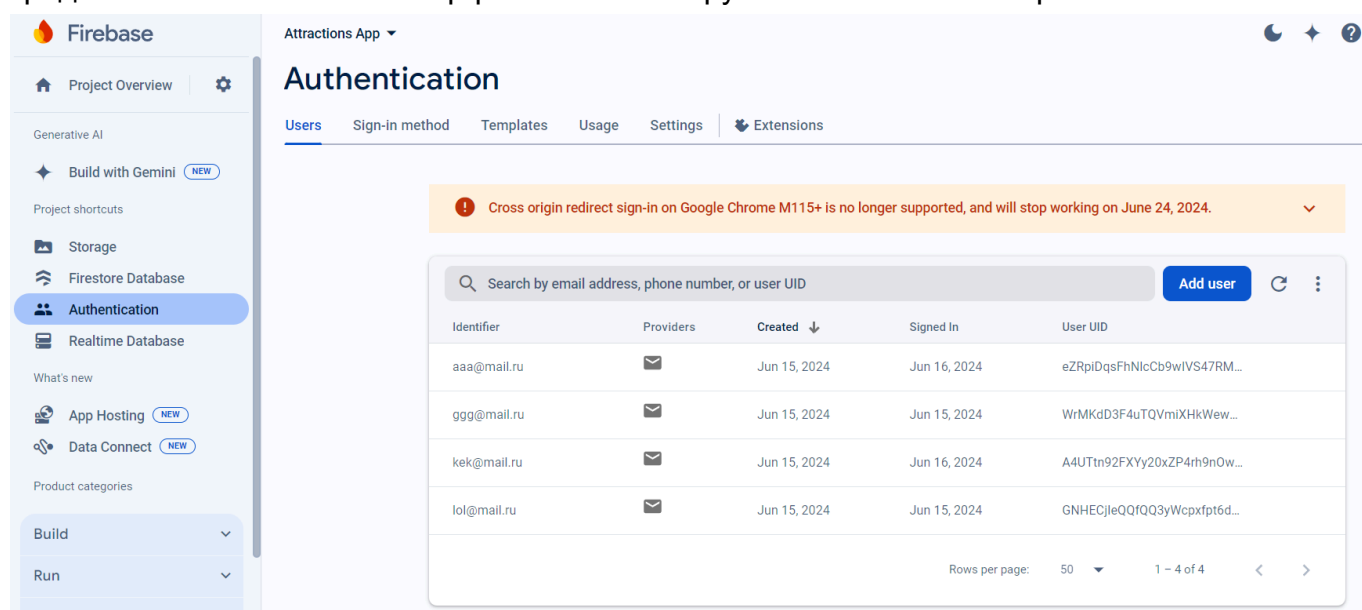 Firebase
Attractions App
Project Overview
Authentication
Users Sign-in method Templates Usage Settings Extensions
Generative AI
Build with Gemini NEW
Project shortcuts
Storage
Firestore Database
Authentication
Realtime Database
What's new
App Hosting NEW
Data Connect NEW
Product categories
Build
Run
Cross origin redirect sign-in on Google Chrome M115+ is no longer supported, and will stop working on June 24, 2024.
Search by email address, phone number, or user UID Add user
Identifier Providers Created Signed In User UID
aaa@mail.ru Jun 15, 2024 Jun 16, 2024 eZRpiDqsFhNIcCb9wIVS47RM...
ggg@mail.ru Jun 15, 2024 Jun 15, 2024 WrMKdD3F4uTQVmiXHkWew...
kek@mail.ru Jun 15, 2024 Jun 16, 2024 A4UTtn92FXYy20xZP4rh9nOw...
lol@mail.ru Jun 15, 2024 Jun 15, 2024 GNHECjIeQQfQQ3yWcpxfpt6d...
Rows per page: 50 1 – 4 of 4